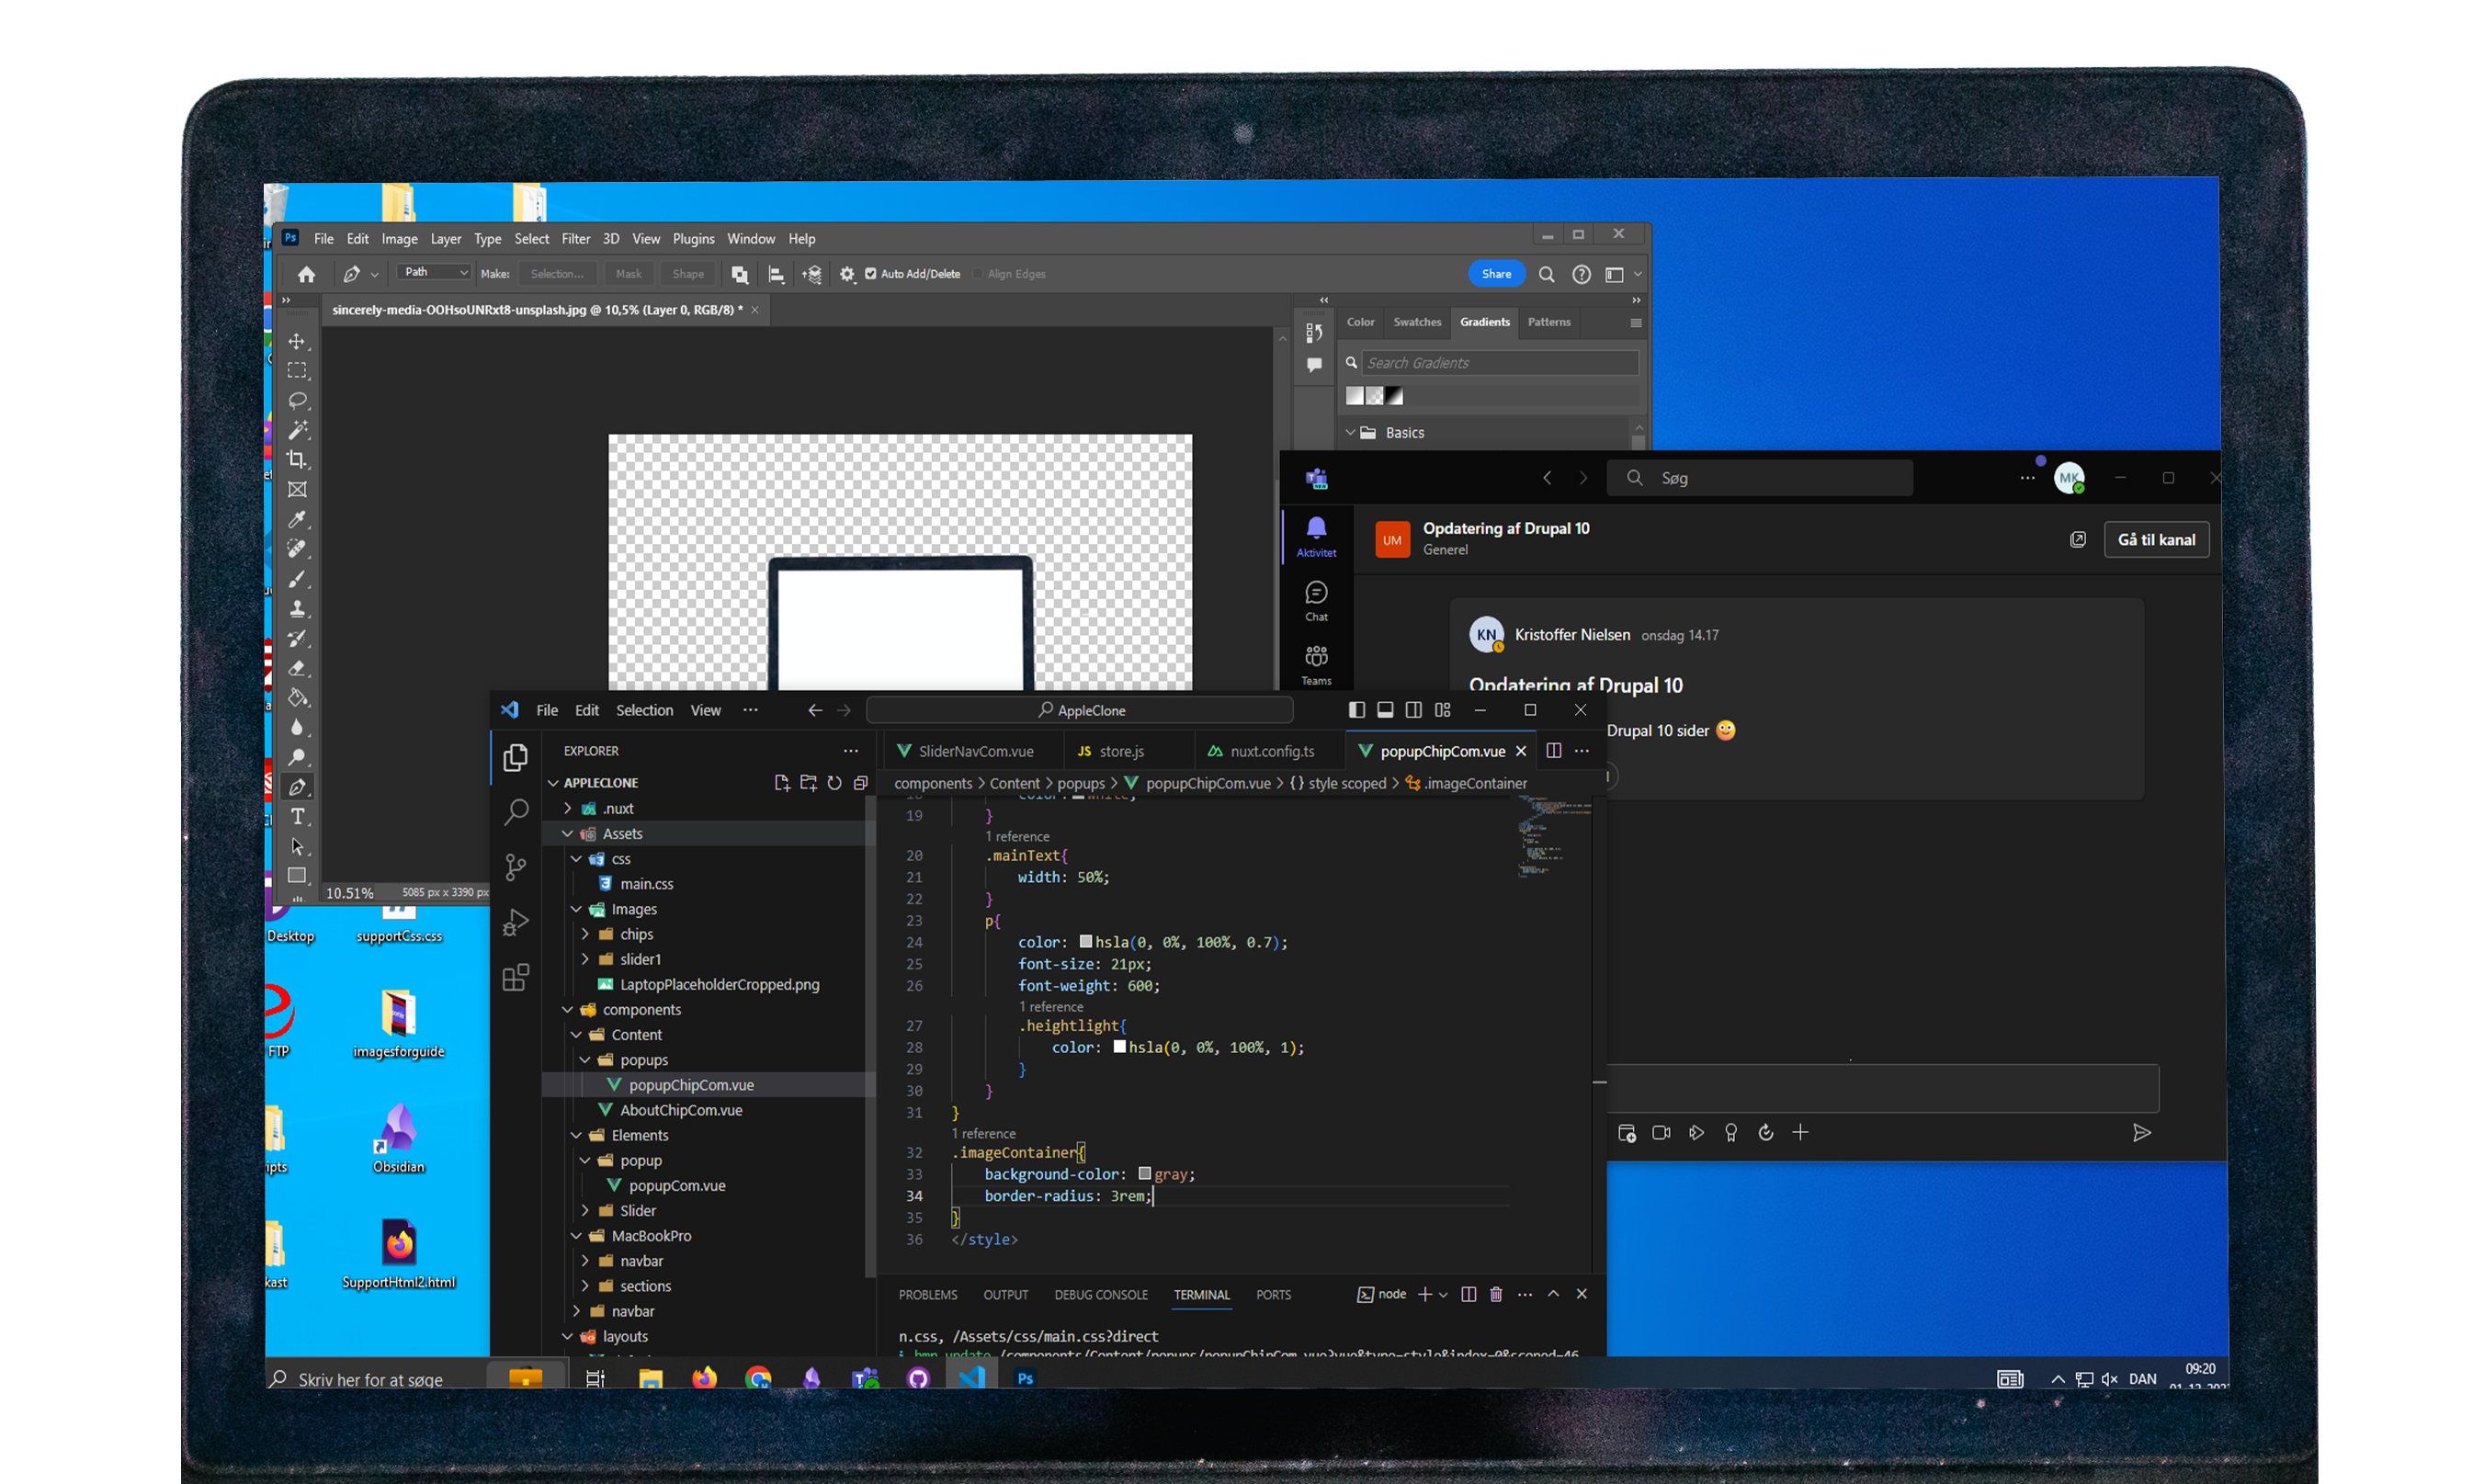 Ps File Edit Image Layer Type Select Filter 3D View Plugins Window Help
Path Make: Selection... Mask Shape Auto Add/Delete Align Edges Share
sincerely-media-OOHsoUNRxt8-unsplash.jpg @ 10,5% (Layer 0, RGB/8) * ×
Color Swatches Gradients Patterns
Search Gradients
Basics
10.51% 5085 px x 3390 px
Søg
MK
Aktivitet
Chat
Teams
UM
Opdatering af Drupal 10
Generel
Gå til kanal
KN Kristoffer Nielsen onsdag 14.17
Opdatering af Drupal 10
Drupal 10 sider
File Edit Selection View ··· AppleClone
EXPLORER ···
APPLECLONE
.nuxt
Assets
css
main.css
Images
chips
slider1
LaptopPlaceholderCropped.png
components
Content
popups
popupChipCom.vue
AboutChipCom.vue
Elements
popup
popupCom.vue
Slider
MacBookPro
navbar
sections
navbar
layouts
SliderNavCom.vue JS store.js nuxt.config.ts popupChipCom.vue
components > Content > popups > popupChipCom.vue > {} style scoped > .imageContainer
19 }
1 reference
20 .mainText{
21 width: 50%;
22 }
23 p{
24 color: hsla(0, 0%, 100%, 0.7);
25 font-size: 21px;
26 font-weight: 600;
1 reference
27 .heightlight{
28 color: hsla(0, 0%, 100%, 1);
29 }
30 }
31 }
1 reference
32 .imageContainer{
33 background-color: gray;
34 border-radius: 3rem;
35 }
36 </style>
PROBLEMS OUTPUT DEBUG CONSOLE TERMINAL PORTS node
n.css, /Assets/css/main.css?direct
Desktop
supportCss.css
FTP
imagesforguide
ipts
Obsidian
kast
SupportHtml2.html
Skriv her for at søge
Ps
DAN
09:20